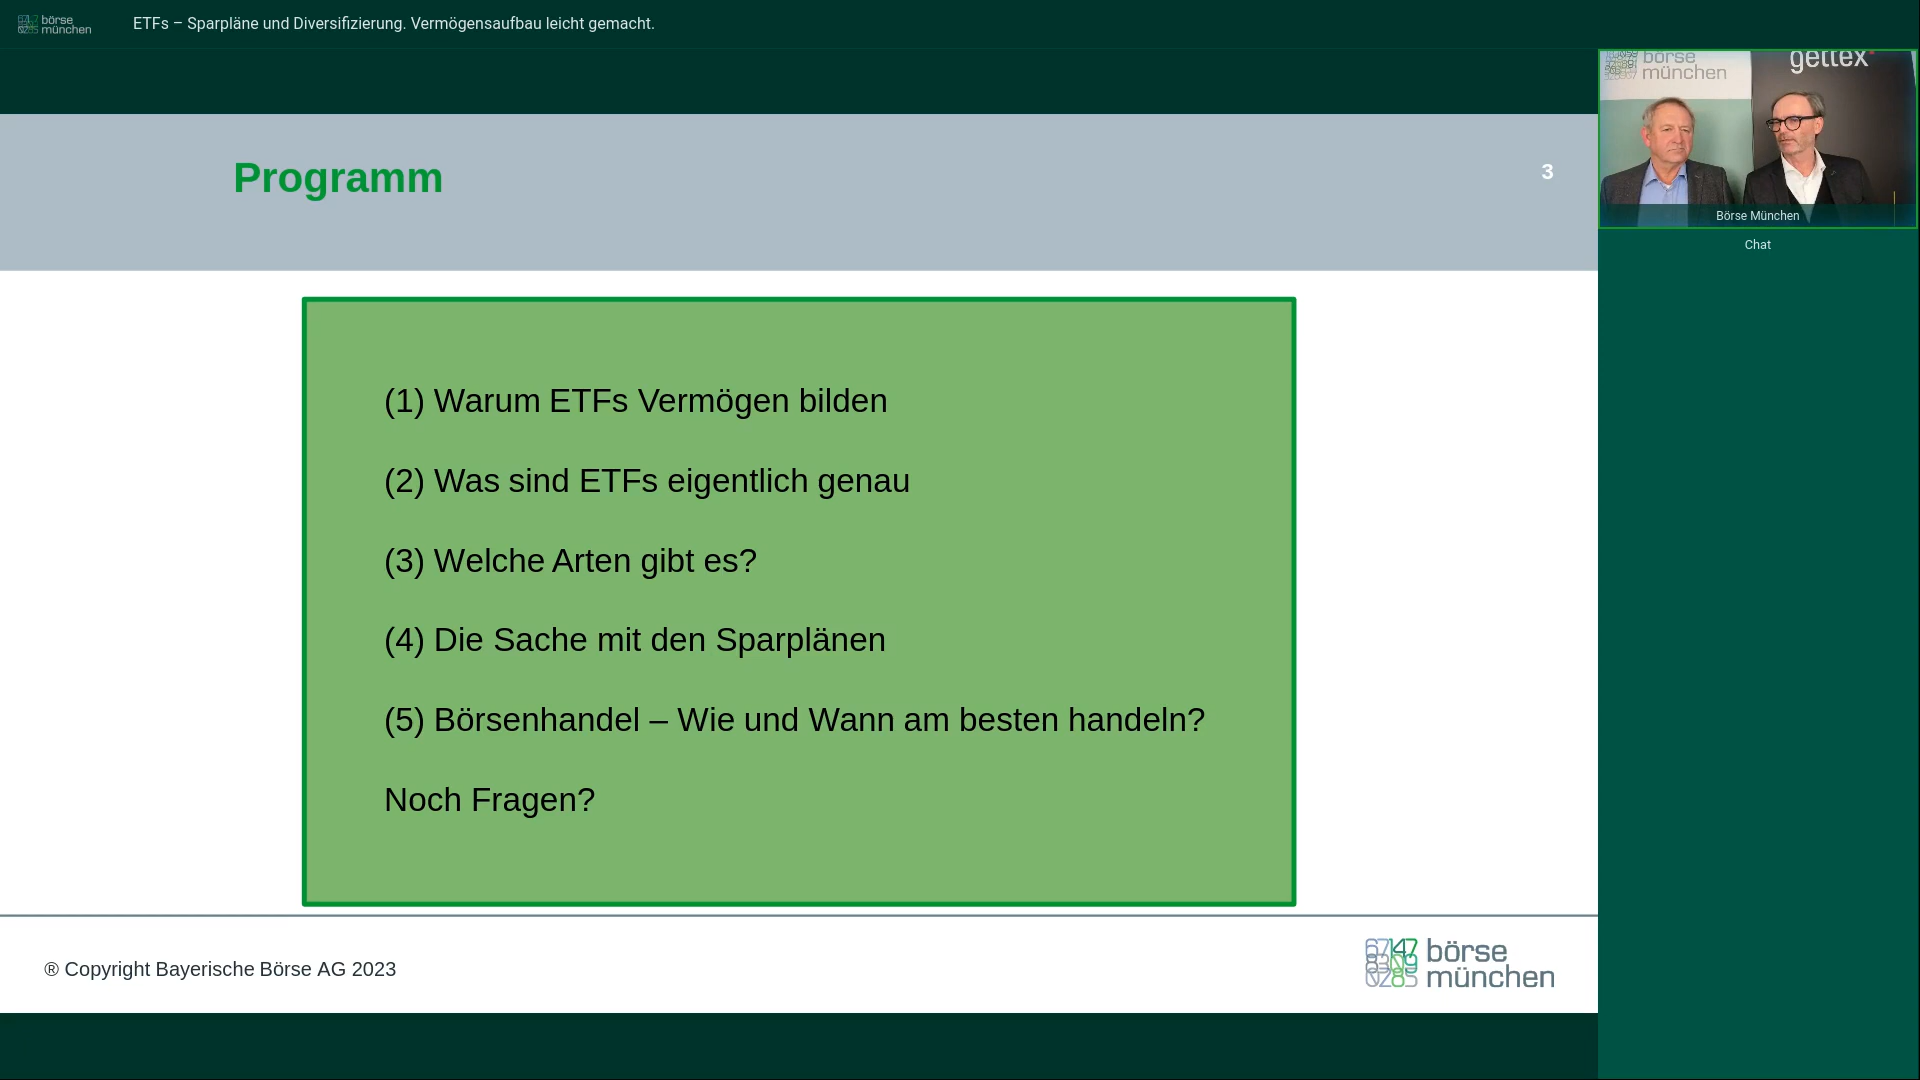 börse
münchen
ETFs – Sparpläne und Diversifizierung. Vermögensaufbau leicht gemacht.
börse
münchen
gettex
Börse München
Chat
Programm
3
(1) Warum ETFs Vermögen bilden
(2) Was sind ETFs eigentlich genau
(3) Welche Arten gibt es?
(4) Die Sache mit den Sparplänen
(5) Börsenhandel – Wie und Wann am besten handeln?
Noch Fragen?
® Copyright Bayerische Börse AG 2023
börse
münchen